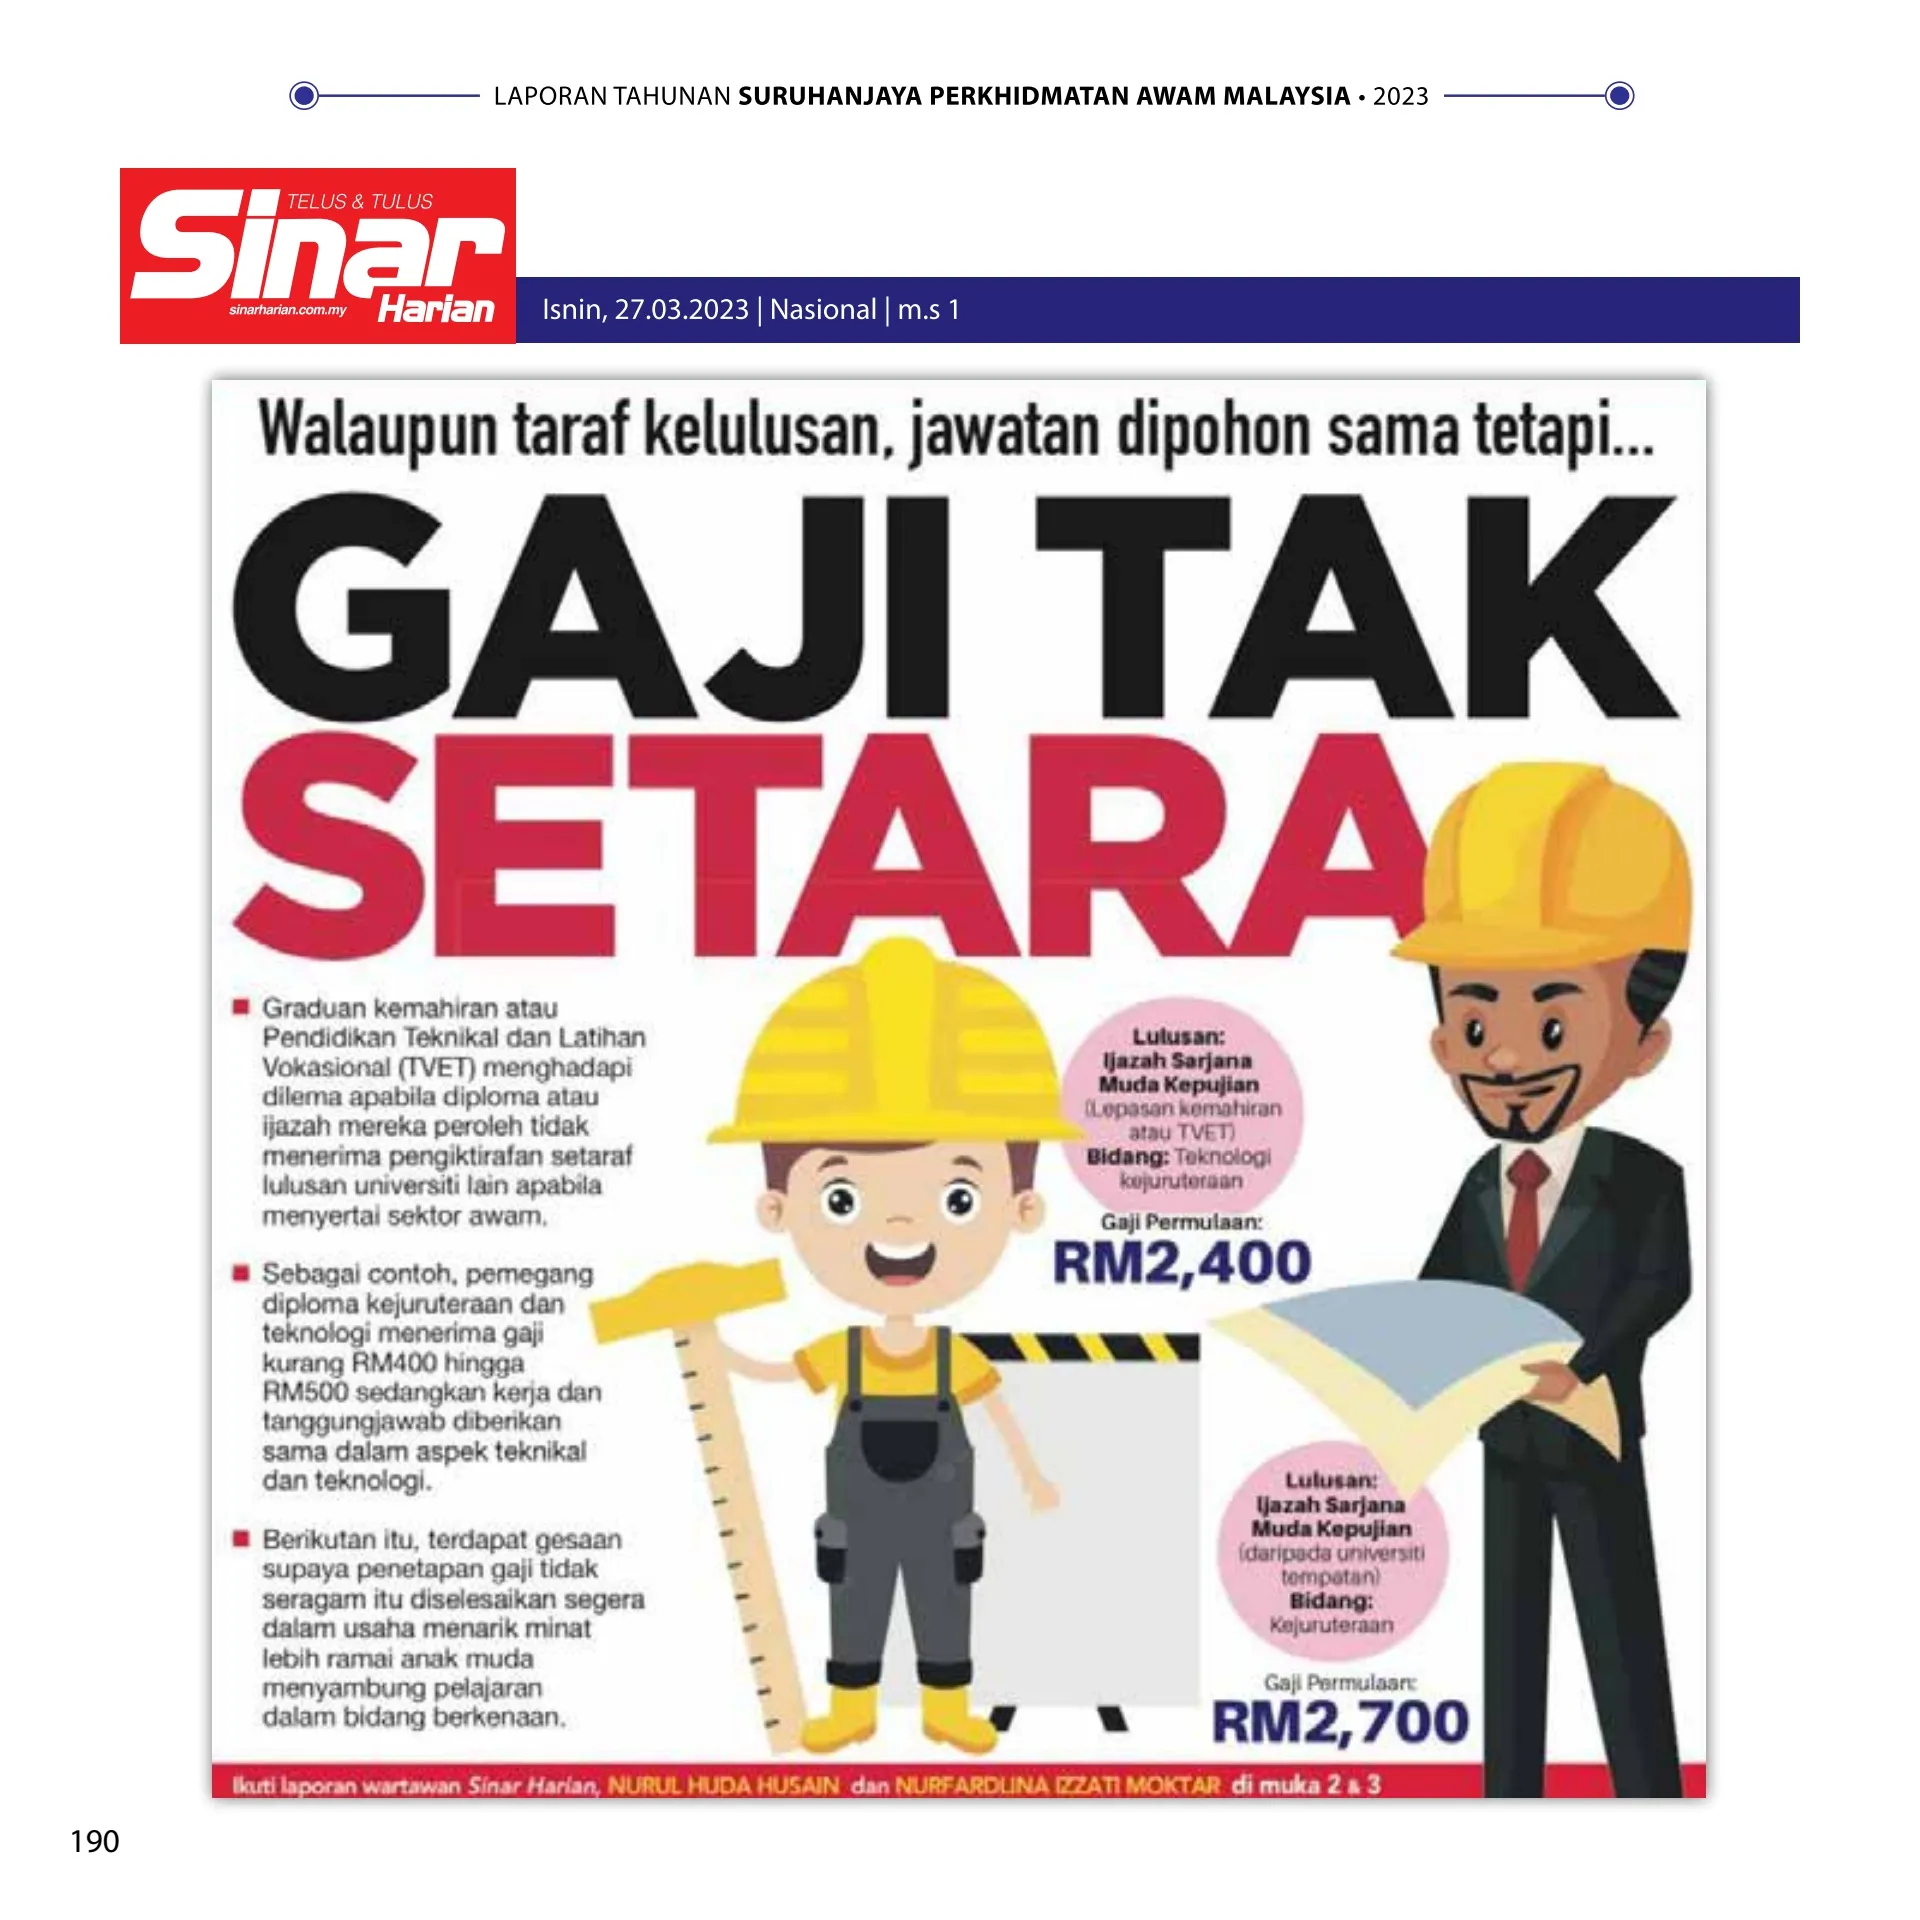 LAPORAN TAHUNAN SURUHANJAYA PERKHIDMATAN AWAM MALAYSIA • 2023
TELUS & TULUS
Sinar
sinarharian.com.my Harian
Isnin, 27.03.2023 | Nasional | m.s 1
Walaupun taraf kelulusan, jawatan dipohon sama tetapi...
GAJI TAK
SETARA
Graduan kemahiran atau
Pendidikan Teknikal dan Latihan
Vokasional (TVET) menghadapi
dilema apabila diploma atau
ijazah mereka peroleh tidak
menerima pengiktirafan setaraf
lulusan universiti lain apabila
menyertai sektor awam.
Sebagai contoh, pemegang
diploma kejuruteraan dan
teknologi menerima gaji
kurang RM400 hingga
RM500 sedangkan kerja dan
tanggungjawab diberikan
sama dalam aspek teknikal
dan teknologi.
Berikutan itu, terdapat gesaan
supaya penetapan gaji tidak
seragam itu diselesaikan segera
dalam usaha menarik minat
lebih ramai anak muda
menyambung pelajaran
dalam bidang berkenaan.
Lulusan:
Ijazah Sarjana
Muda Kepujian
(Lepasan kemahiran
atau TVET)
Bidang: Teknologi
kejuruteraan
Gaji Permulaan:
RM2,400
Lulusan:
Ijazah Sarjana
Muda Kepujian
(daripada universiti
tempatan)
Bidang:
Kejuruteraan
Gaji Permulaan:
RM2,700
Ikuti laporan wartawan Sinar Harian, NURUL HUDA HUSAIN dan NURFARDLINA IZZATI MOKTAR di muka 2 & 3
190